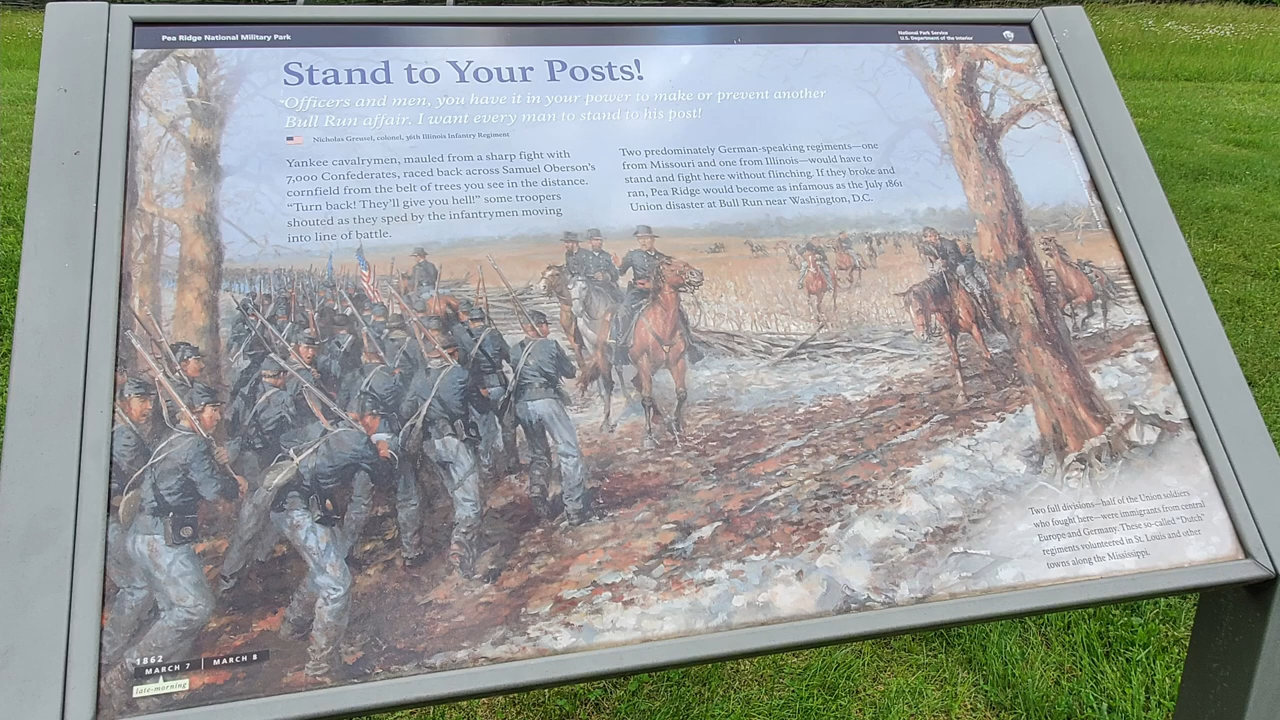 Pea Ridge National Military Park
National Park Service
U.S. Department of the Interior
Stand to Your Posts!
Officers and men, you have it in your power to make or prevent another
Bull Run affair. I want every man to stand to his post!
Nicholas Greusel, colonel, 36th Illinois Infantry Regiment
Yankee cavalrymen, mauled from a sharp fight with
7,000 Confederates, raced back across Samuel Oberson's
cornfield from the belt of trees you see in the distance.
"Turn back! They'll give you hell!" some troopers
shouted as they sped by the infantrymen moving
into line of battle.
Two predominately German-speaking regiments—one
from Missouri and one from Illinois—would have to
stand and fight here without flinching. If they broke and
ran, Pea Ridge would become as infamous as the July 1861
Union disaster at Bull Run near Washington, D.C.
Two full divisions—half of the Union soldiers
who fought here—were immigrants from central
Europe and Germany. These so-called "Dutch"
regiments volunteered in St. Louis and other
towns along the Mississippi.
1862
MARCH 7 | MARCH 8
late-morning